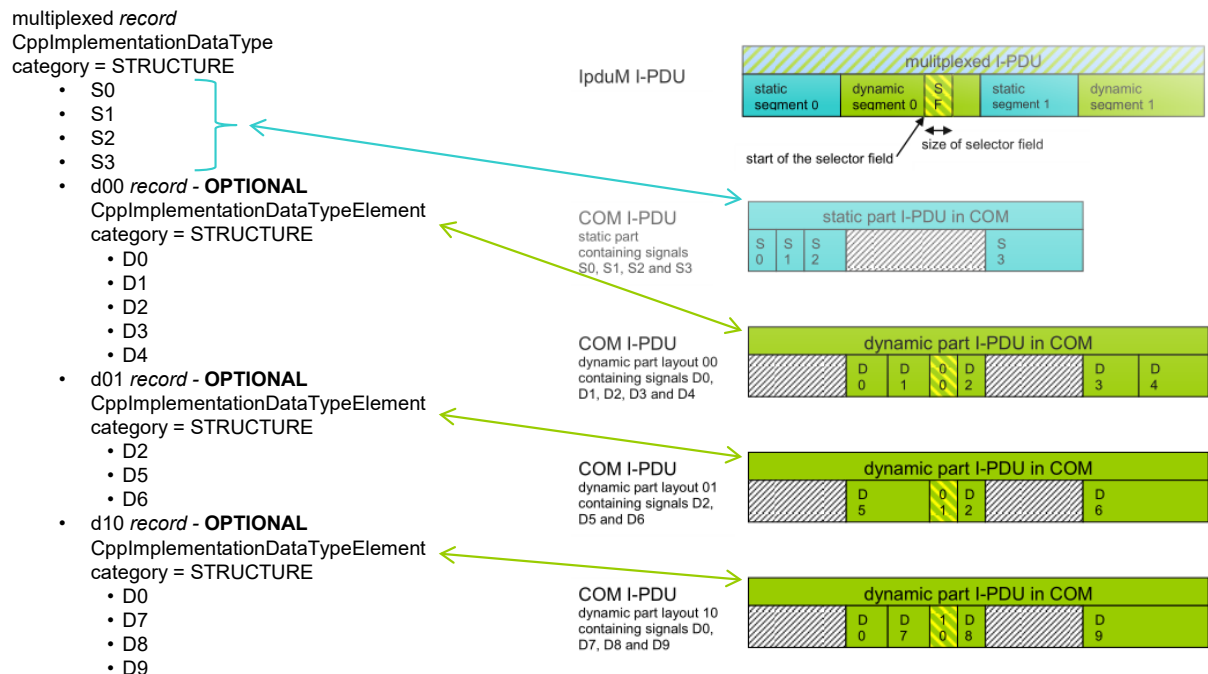 multiplexed record
CppImplementationDataType
category = STRUCTURE
• S0
• S1
• S2
• S3
• d00 record - OPTIONAL
CppImplementationDataTypeElement
category = STRUCTURE
• D0
• D1
• D2
• D3
• D4
• d01 record - OPTIONAL
CppImplementationDataTypeElement
category = STRUCTURE
• D2
• D5
• D6
• d10 record - OPTIONAL
CppImplementationDataTypeElement
category = STRUCTURE
• D0
• D7
• D8
• D9
IpduM I-PDU
mulitplexed I-PDU
static
segment 0
dynamic
segment 0
S
F
static
segment 1
dynamic
segment 1
start of the selector field
size of selector field
COM I-PDU
static part
containing signals
S0, S1, S2 and S3
static part I-PDU in COM
S
0
S
1
S
2
S
3
COM I-PDU
dynamic part layout 00
containing signals D0,
D1, D2, D3 and D4
dynamic part I-PDU in COM
D
0
D
1
0
0
D
2
D
3
D
4
COM I-PDU
dynamic part layout 01
containing signals D2,
D5 and D6
dynamic part I-PDU in COM
D
5
0
1
D
2
D
6
COM I-PDU
dynamic part layout 10
containing signals D0,
D7, D8 and D9
dynamic part I-PDU in COM
D
0
D
7
1
0
D
8
D
9